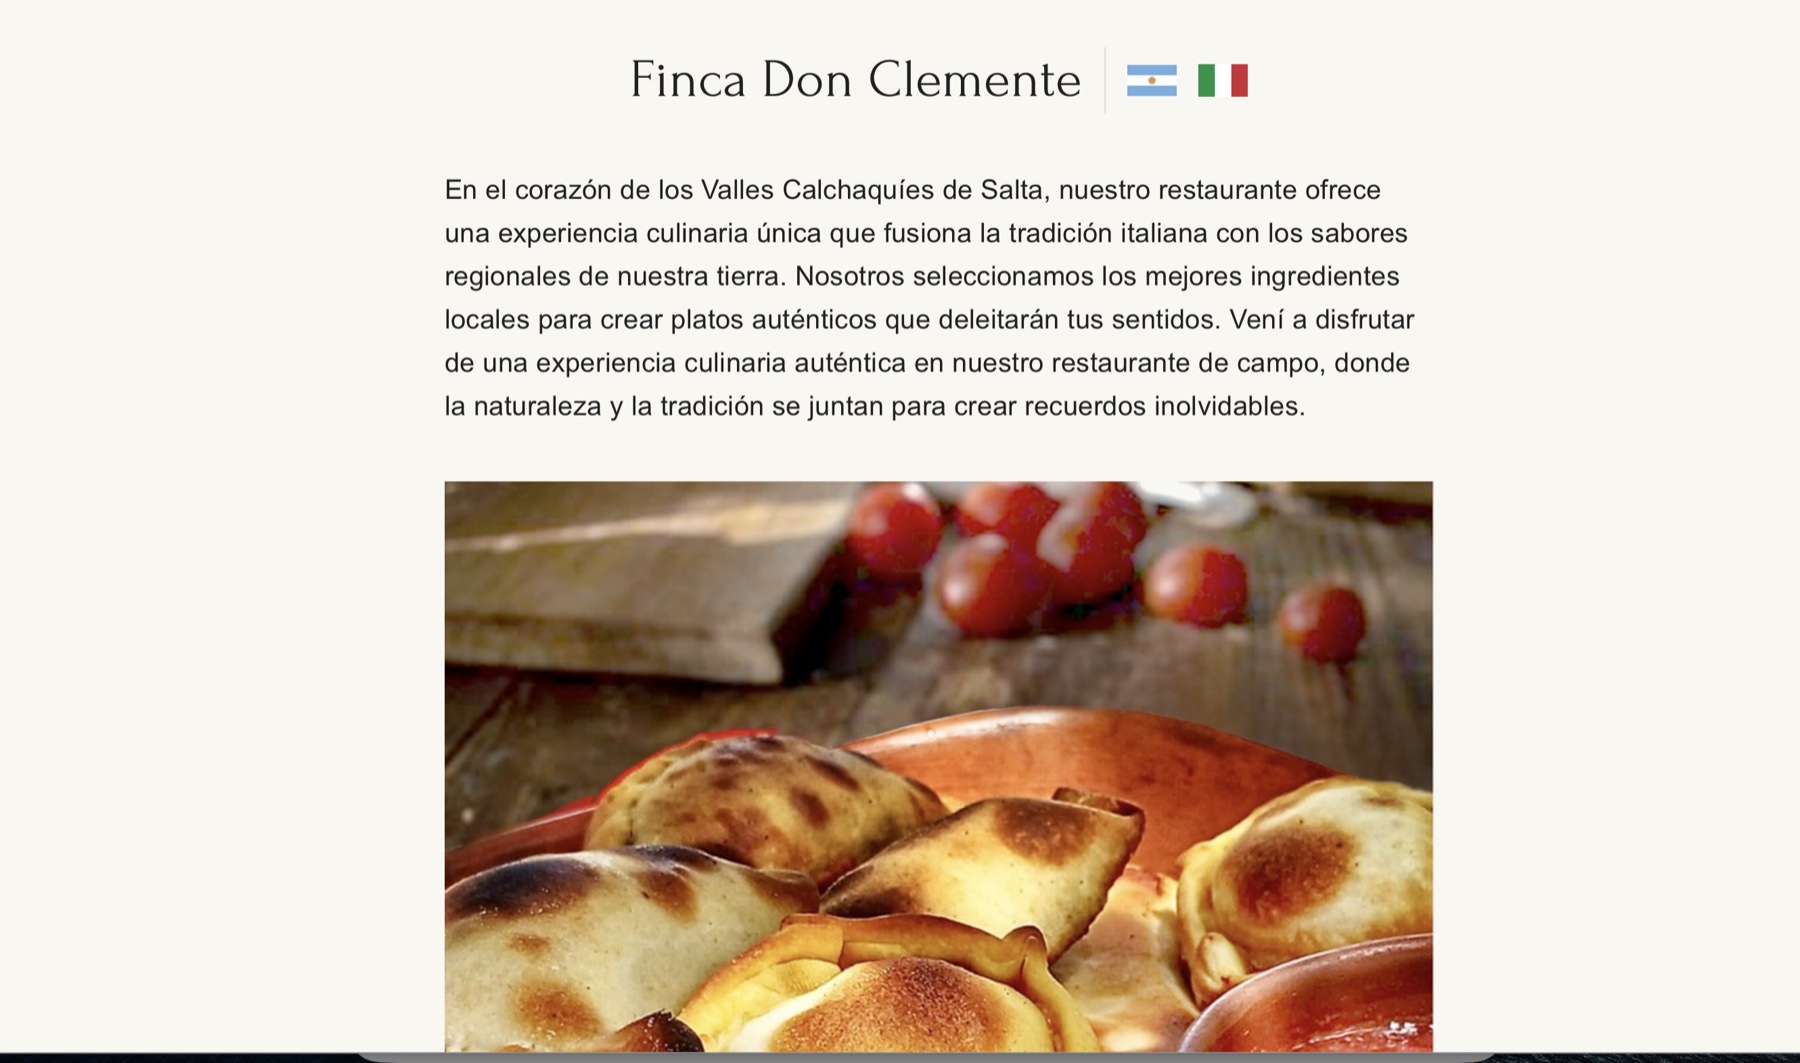 Finca Don Clemente
En el corazón de los Valles Calchaquíes de Salta, nuestro restaurante ofrece
una experiencia culinaria única que fusiona la tradición italiana con los sabores
regionales de nuestra tierra. Nosotros seleccionamos los mejores ingredientes
locales para crear platos auténticos que deleitarán tus sentidos. Vení a disfrutar
de una experiencia culinaria auténtica en nuestro restaurante de campo, donde
la naturaleza y la tradición se juntan para crear recuerdos inolvidables.